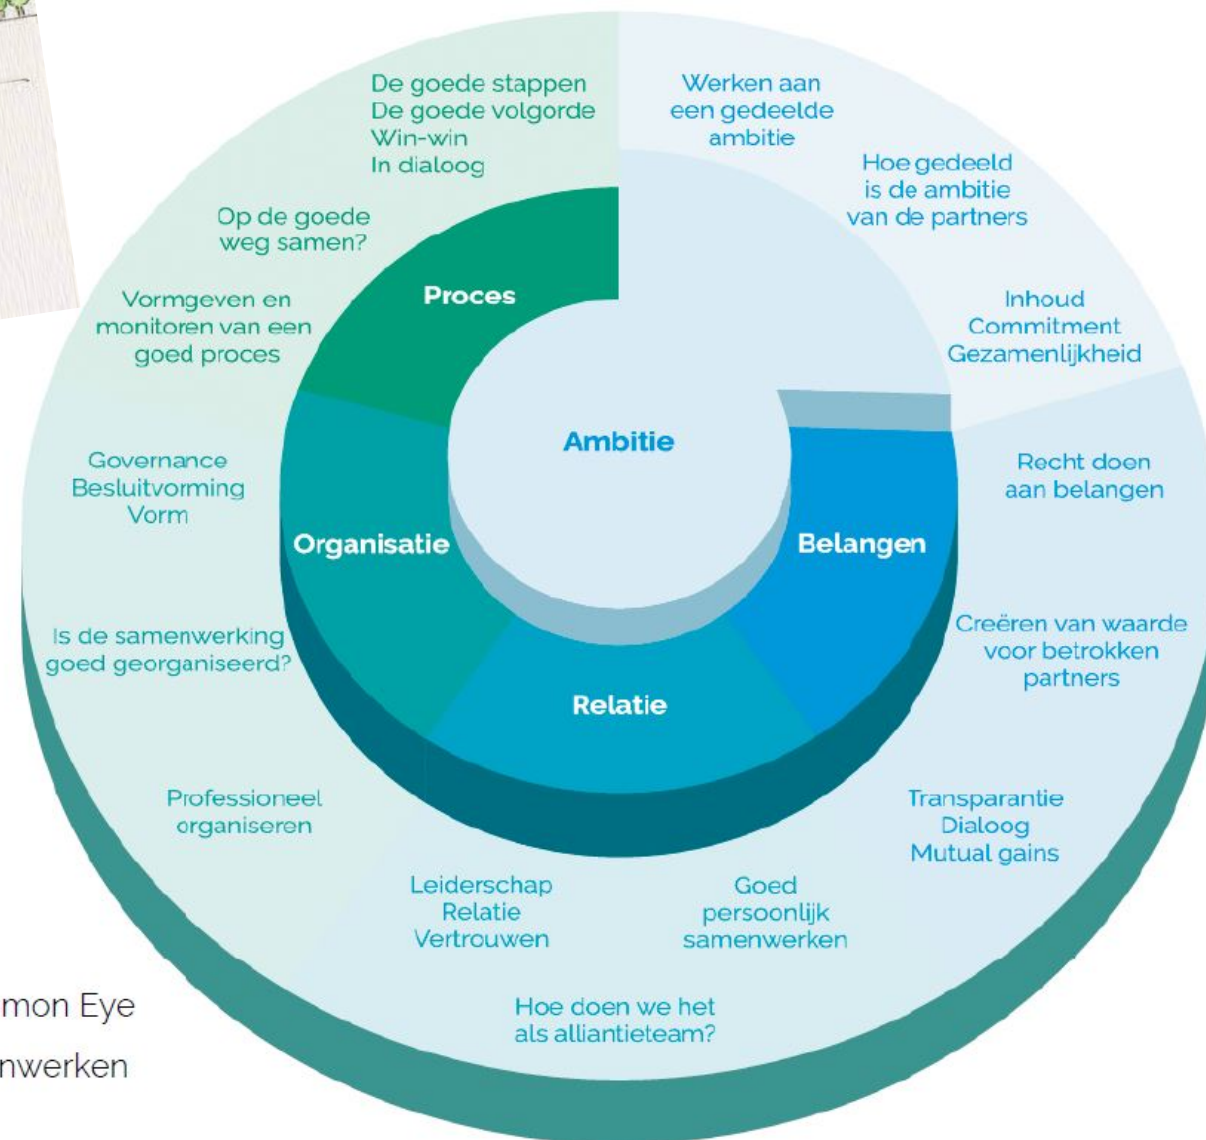 De goede stappen
De goede volgorde
Win-win
In dialoog
Op de goede
weg samen?
Vormgeven en
monitoren van een
goed proces
Proces
Werken aan
een gedeelde
ambitie
Hoe gedeeld
is de ambitie
van de partners
Inhoud
Commitment
Gezamenlijkheid
Ambitie
Recht doen
aan belangen
Belangen
Creëren van waarde
voor betrokken
partners
Transparantie
Dialoog
Mutual gains
Relatie
Goed
persoonlijk
samenwerken
Leiderschap
Relatie
Vertrouwen
Hoe doen we het
als alliantieteam?
Organisatie
Governance
Besluitvorming
Vorm
Is de samenwerking
goed georganiseerd?
Professioneel
organiseren
mon Eye
nwerken